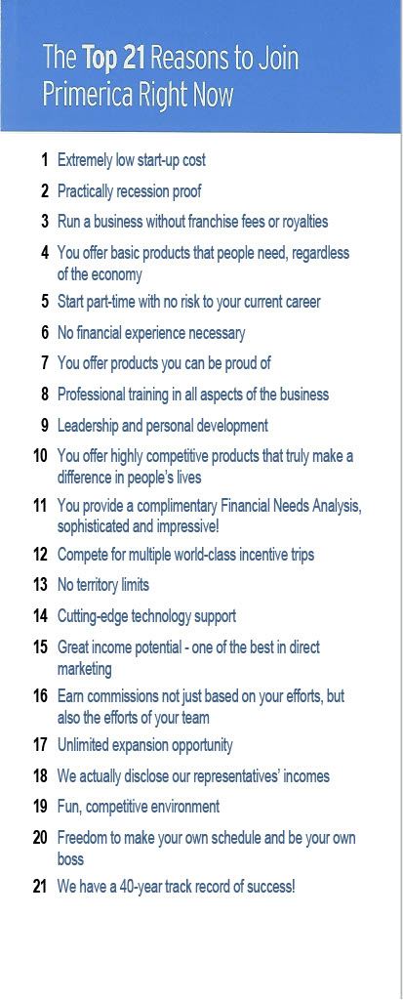 The Top 21 Reasons to Join
Primerica Right Now
1 Extremely low start-up cost
2 Practically recession proof
3 Run a business without franchise fees or royalties
4 You offer basic products that people need, regardless
of the economy
5 Start part-time with no risk to your current career
6 No financial experience necessary
7 You offer products you can be proud of
8 Professional training in all aspects of the business
9 Leadership and personal development
10 You offer highly competitive products that truly make a
difference in people's lives
11 You provide a complimentary Financial Needs Analysis,
sophisticated and impressive!
12 Compete for multiple world-class incentive trips
13 No territory limits
14 Cutting-edge technology support
15 Great income potential - one of the best in direct
marketing
16 Earn commissions not just based on your efforts, but
also the efforts of your team
17 Unlimited expansion opportunity
18 We actually disclose our representatives' incomes
19 Fun, competitive environment
20 Freedom to make your own schedule and be your own
boss
21 We have a 40-year track record of success!